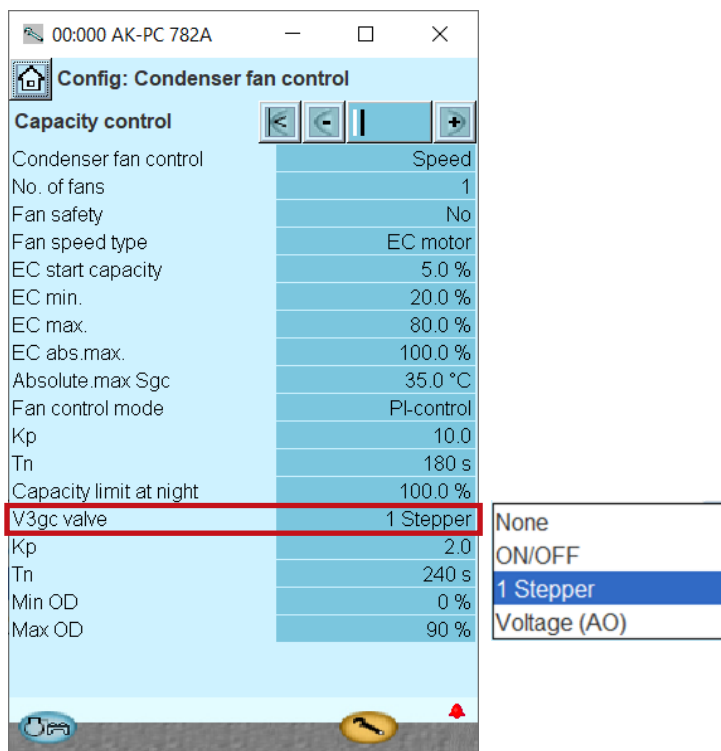 00:000 AK-PC 782A
Config: Condenser fan control
Capacity control
Condenser fan control Speed
No. of fans 1
Fan safety No
Fan speed type EC motor
EC start capacity 5.0 %
EC min. 20.0 %
EC max. 80.0 %
EC abs.max. 100.0 %
Absolute.max Sgc 35.0 °C
Fan control mode PI-control
Kp 10.0
Tn 180 s
Capacity limit at night 100.0 %
V3gc valve 1 Stepper
Kp 2.0
Tn 240 s
Min OD 0 %
Max OD 90 %
None
ON/OFF
1 Stepper
Voltage (AO)